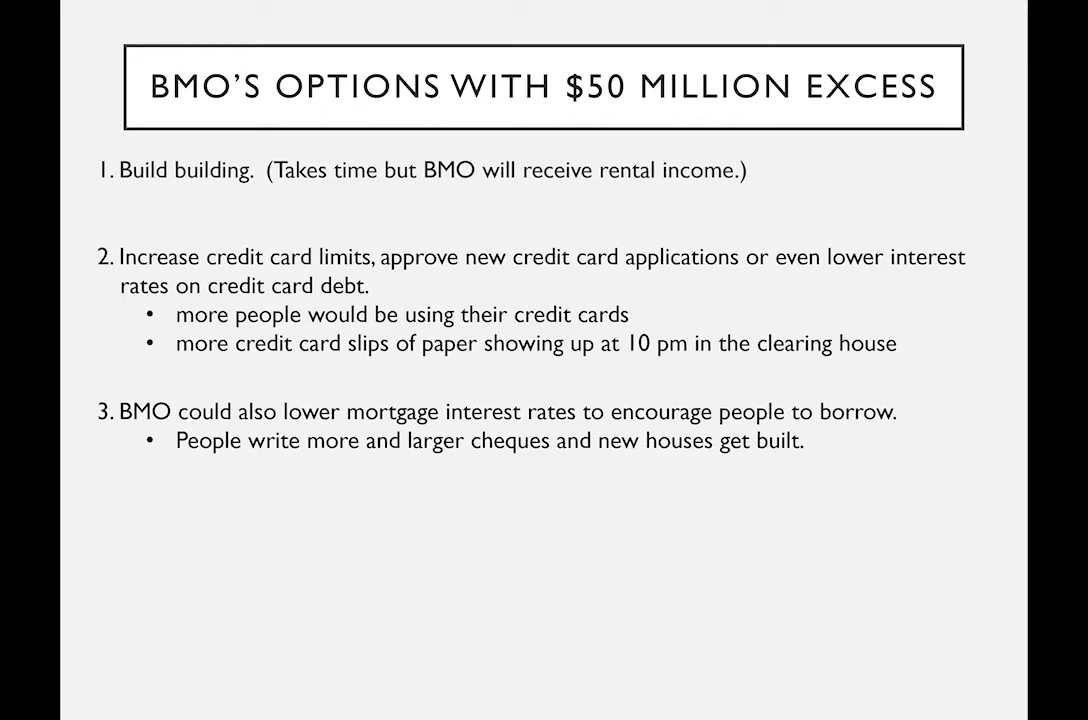 BMO'S OPTIONS WITH $50 MILLION EXCESS
1. Build building.  (Takes time but BMO will receive rental income.)
2. Increase credit card limits, approve new credit card applications or even lower interest
rates on credit card debt.
• more people would be using their credit cards
• more credit card slips of paper showing up at 10 pm in the clearing house
3. BMO could also lower mortgage interest rates to encourage people to borrow.
• People write more and larger cheques and new houses get built.